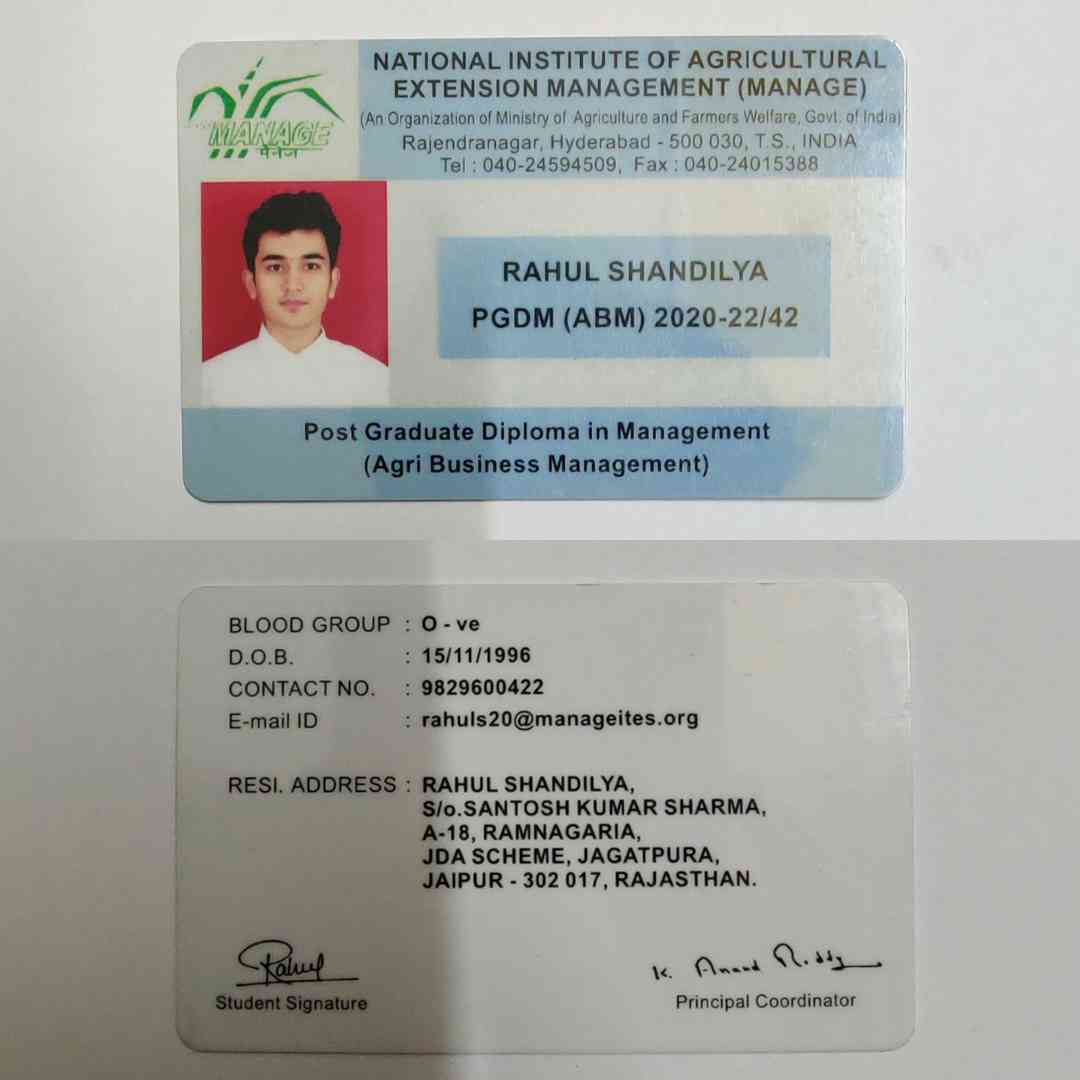 MANAGE
मैनेज
NATIONAL INSTITUTE OF AGRICULTURAL
EXTENSION MANAGEMENT (MANAGE)
(An Organization of Ministry of Agriculture and Farmers Welfare, Govt. of India)
Rajendranagar, Hyderabad - 500 030, T.S., INDIA
Tel : 040-24594509, Fax : 040-24015388
RAHUL SHANDILYA
PGDM (ABM) 2020-22/42
Post Graduate Diploma in Management
(Agri Business Management)
BLOOD GROUP : O - ve
D.O.B. : 15/11/1996
CONTACT NO. : 9829600422
E-mail ID : rahuls20@manageites.org
RESI. ADDRESS : RAHUL SHANDILYA,
S/o.SANTOSH KUMAR SHARMA,
A-18, RAMNAGARIA,
JDA SCHEME, JAGATPURA,
JAIPUR - 302 017, RAJASTHAN.
Rahul
K. Anand Reddy
Student Signature
Principal Coordinator